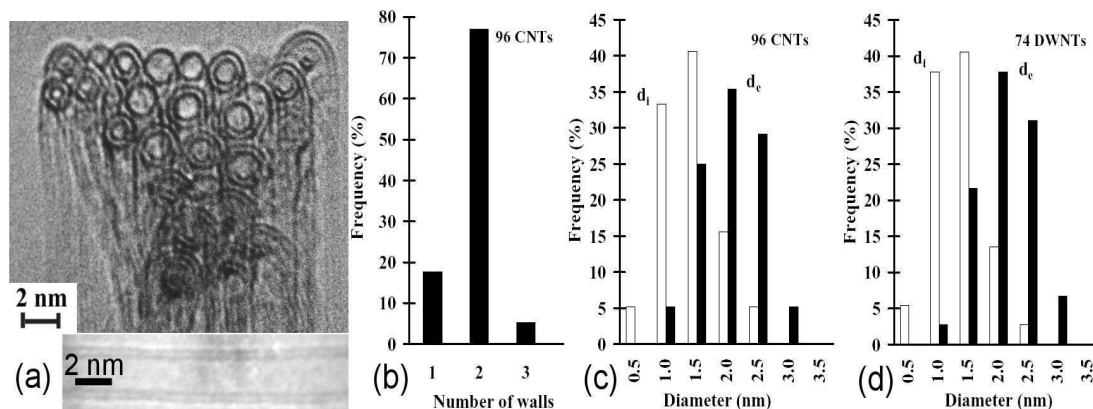 2 nm
2 nm
(a)
80
70
60
50
40
30
20
10
0
Frequency (%)
96 CNTs
1 2 3
Number of walls
(b)
45
40
35
30
25
20
15
10
5
0
Frequency (%)
96 CNTs
di
de
0.5 1.0 1.5 2.0 2.5 3.0 3.5
Diameter (nm)
(c)
45
40
35
30
25
20
15
10
5
0
Frequency (%)
74 DWNTs
di
de
0.5 1.0 1.5 2.0 2.5 3.0 3.5
Diameter (nm)
(d)